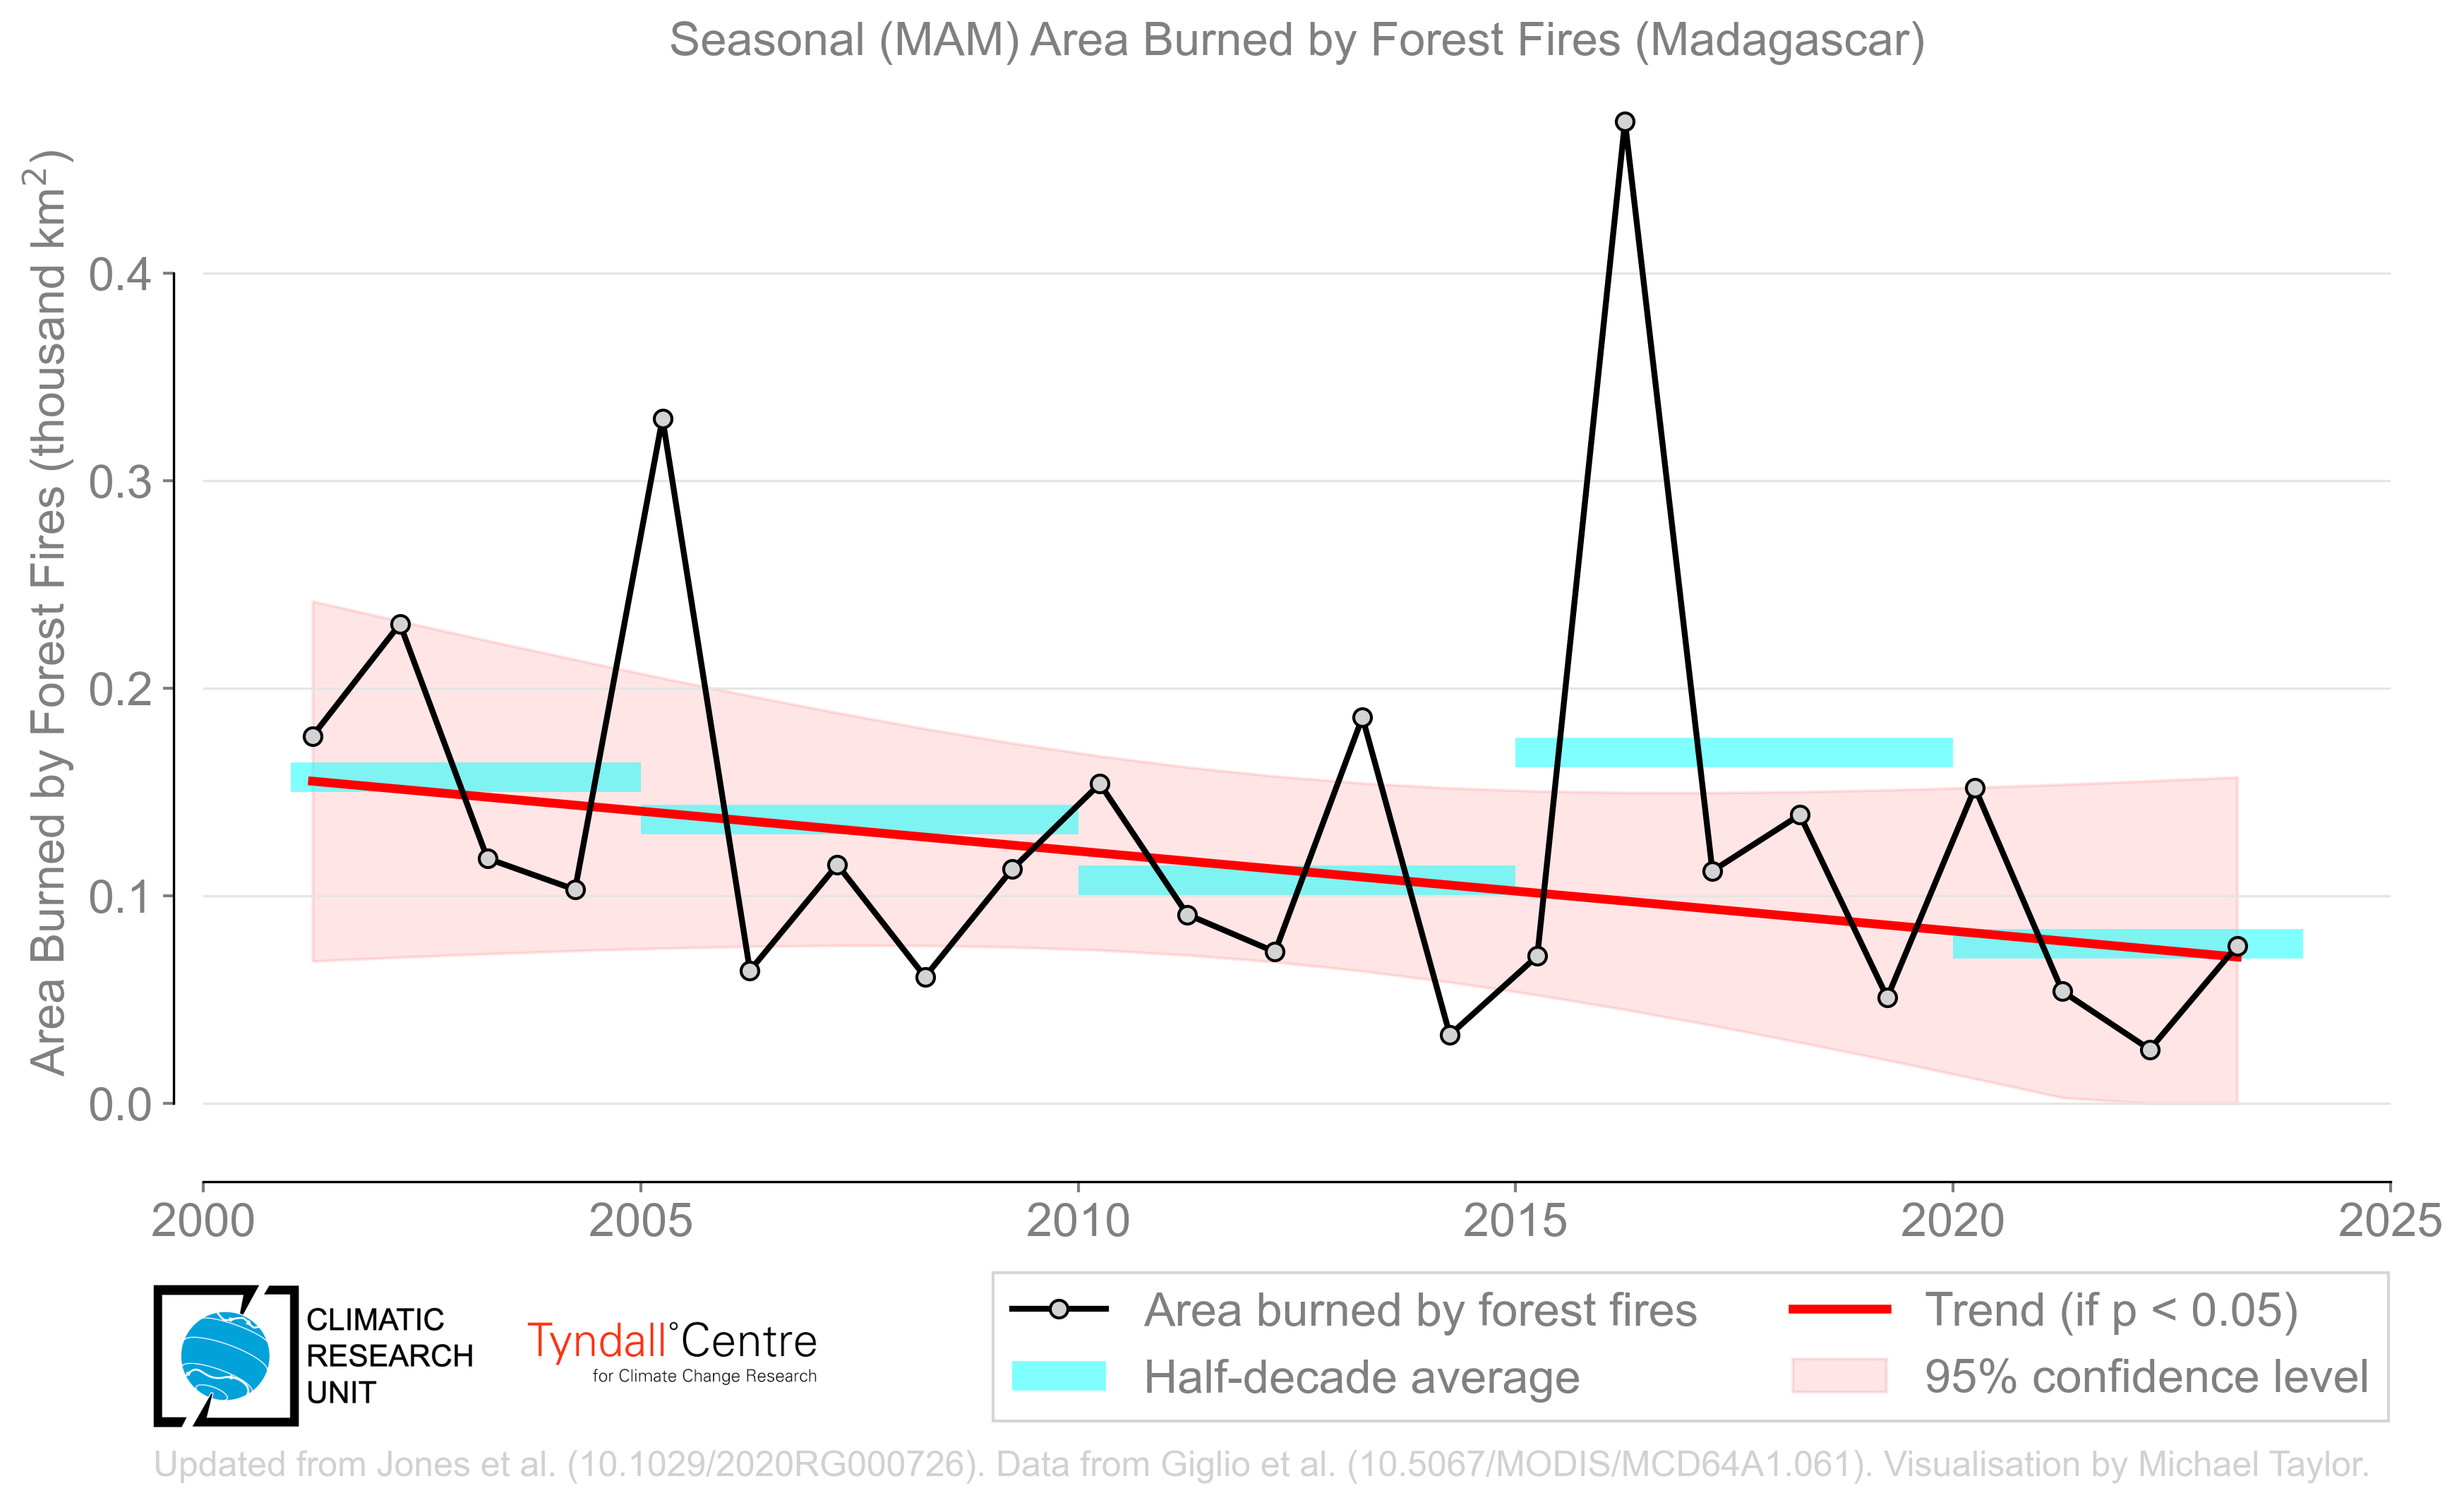 Seasonal (MAM) Area Burned by Forest Fires (Madagascar)
Area Burned by Forest Fires (thousand km²)
0.4
0.3
0.2
0.1
0.0
2000
2005
2010
2015
2020
2025
CLIMATIC
RESEARCH
UNIT
Tyndall°Centre
for Climate Change Research
Area burned by forest fires
Half-decade average
Trend (if p < 0.05)
95% confidence level
Updated from Jones et al. (10.1029/2020RG000726). Data from Giglio et al. (10.5067/MODIS/MCD64A1.061). Visualisation by Michael Taylor.